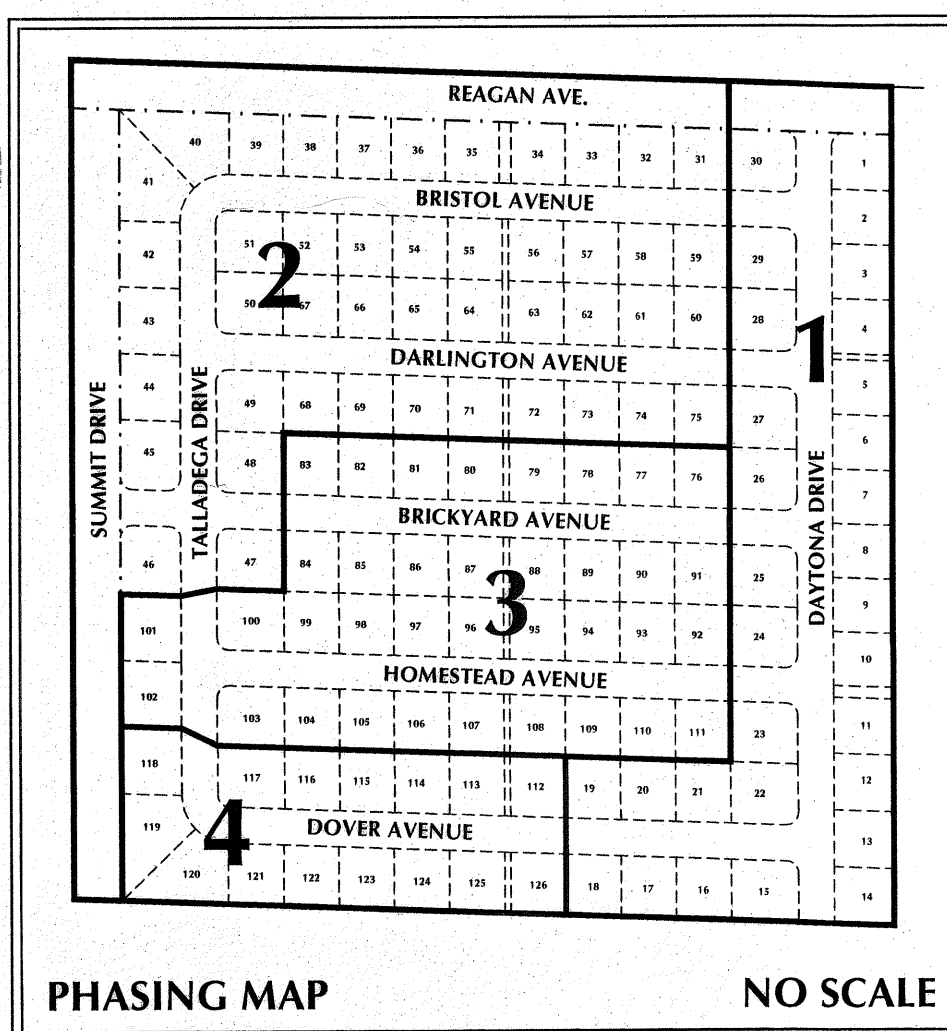 REAGAN AVE.
40 39 38 37 36 35 34 33 32 31 30 1
41
BRISTOL AVENUE
2
42 51 52 53 54 55 56 57 58 59 29 3
2
43 50 67 66 65 64 63 62 61 60 28 4
1
DARLINGTON AVENUE
44 49 68 69 70 71 72 73 74 75 27 5
SUMMIT DRIVE
TALLADEGA DRIVE
DAYTONA DRIVE
6
45 48 83 82 81 80 79 78 77 76 26 7
BRICKYARD AVENUE
46 47 84 85 86 87 88 89 90 91 25 8
3
9
101 100 99 98 97 96 95 94 93 92 24 10
HOMESTEAD AVENUE
102 103 104 105 106 107 108 109 110 111 23 11
118 117 116 115 114 113 112 19 20 21 22 12
4
119 DOVER AVENUE 13
120 121 122 123 124 125 126 18 17 16 15 14
PHASING MAP NO SCALE